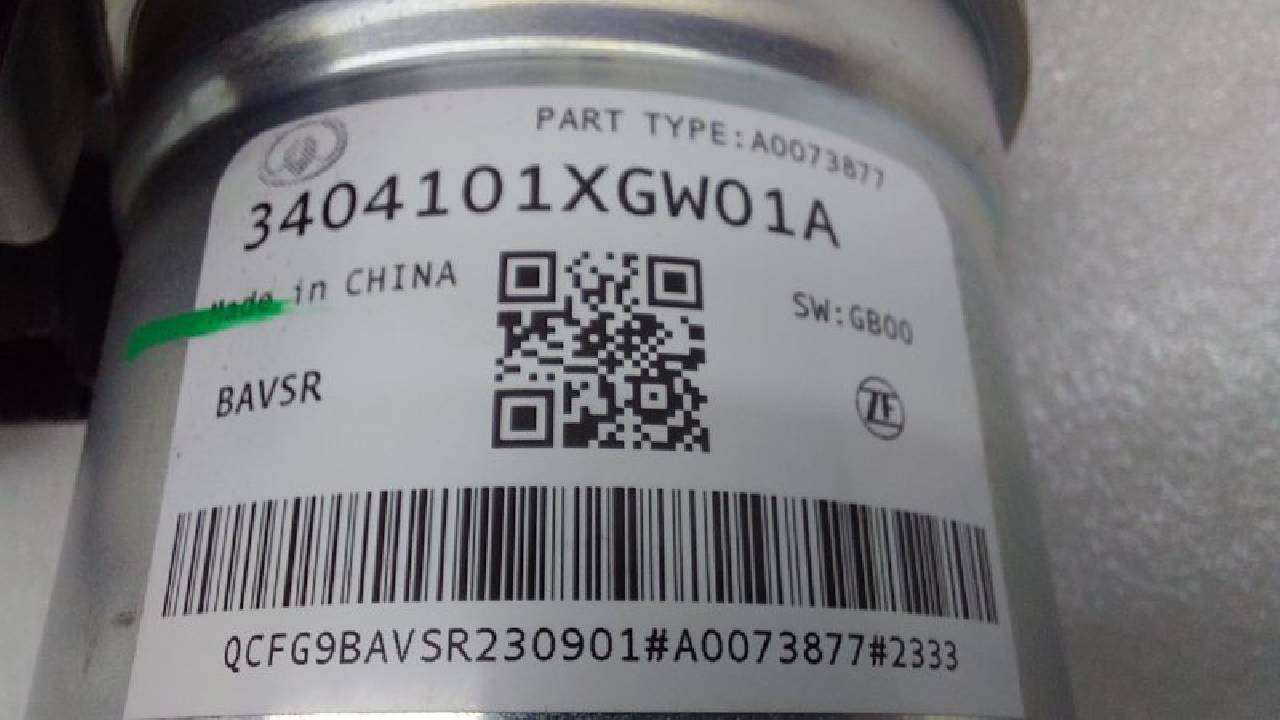 PART TYPE:A0073877
3404101XGW01A
Made in CHINA
SW:GB00
BAVSR
ZF
QCFG9BAVSR230901#A0073877#2333